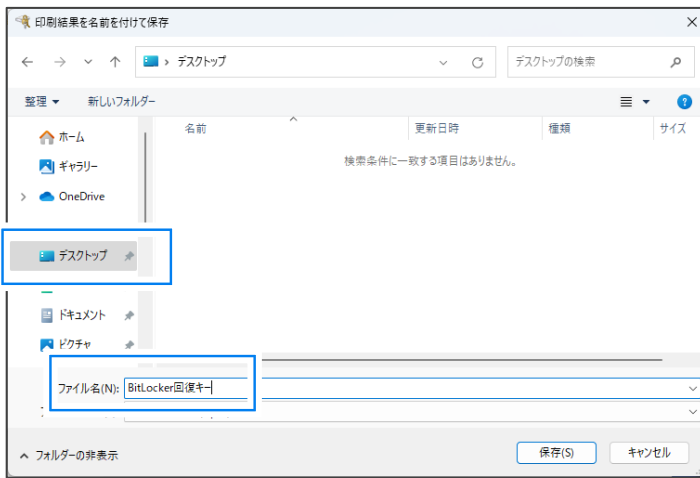 印刷結果を名前を付けて保存
デスクトップ
デスクトップの検索
整理 新しいフォルダー
名前 更新日時 種類 サイズ
検索条件に一致する項目はありません。
ホーム
ギャラリー
OneDrive
デスクトップ
ドキュメント
ピクチャ
ファイル名(N): BitLocker回復キー
フォルダーの非表示
保存(S) キャンセル